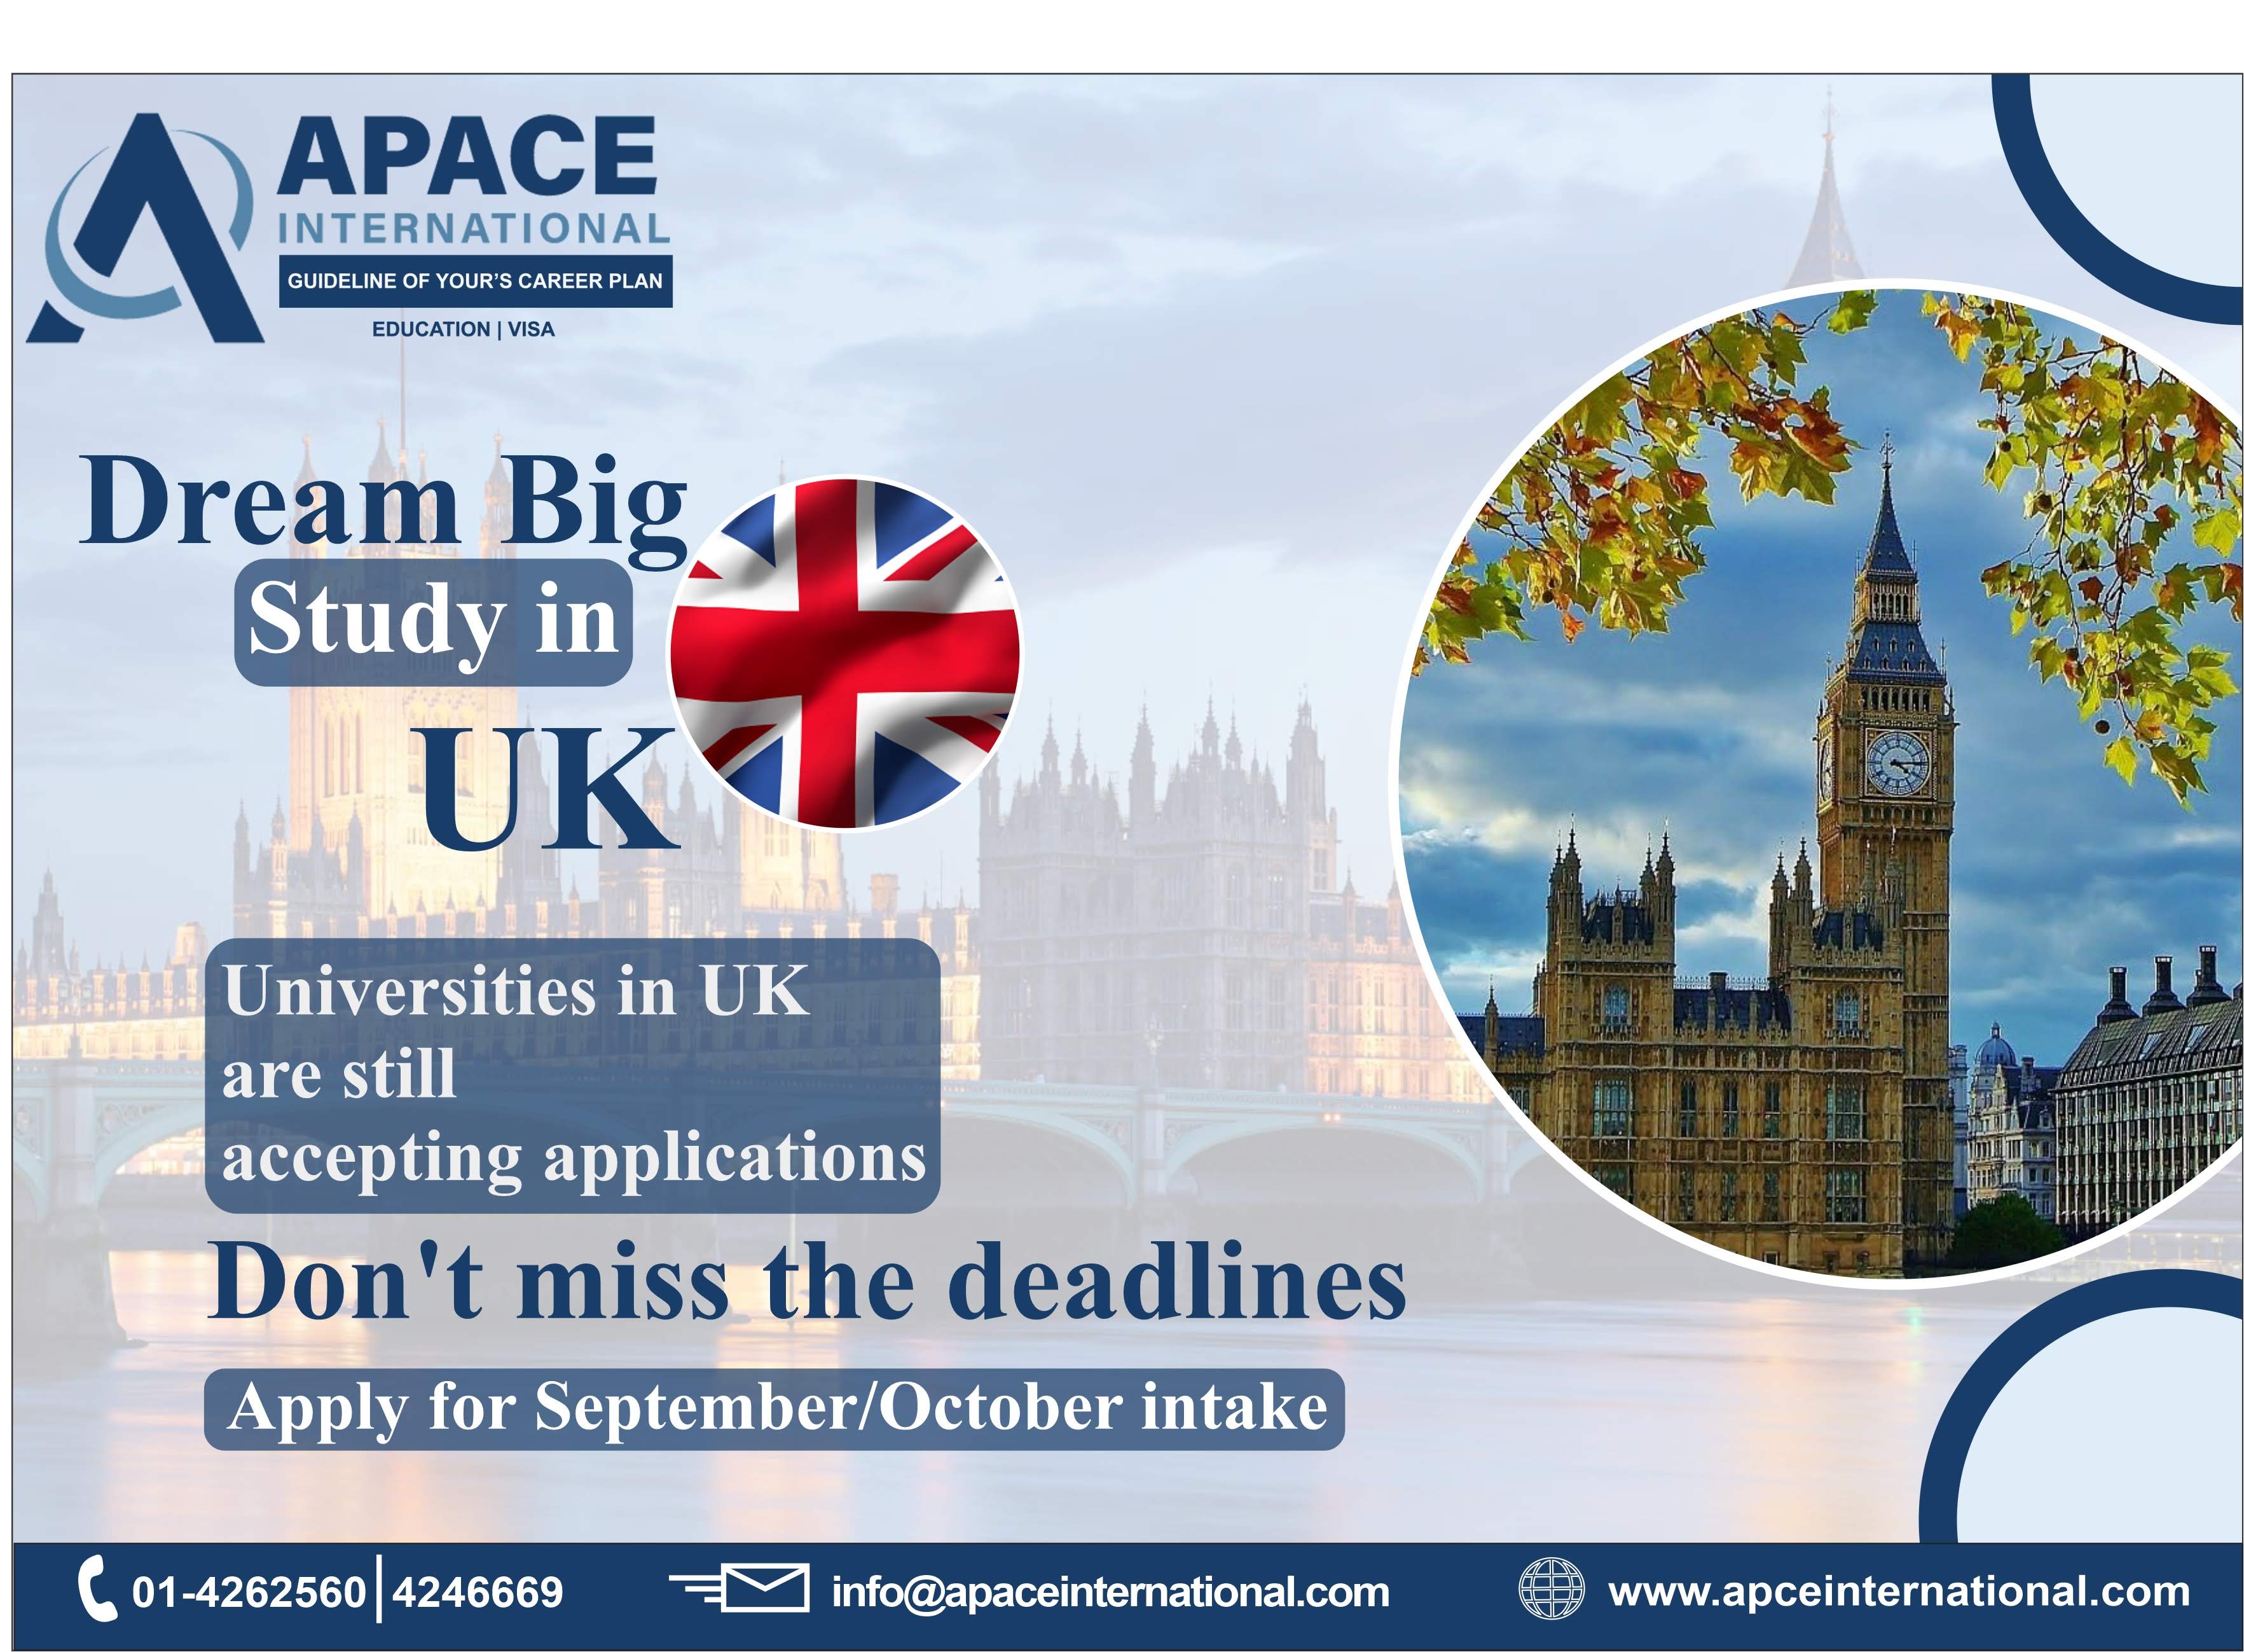 APACE
INTERNATIONAL
GUIDELINE OF YOUR'S CAREER PLAN
EDUCATION | VISA
Dream Big
Study in
UK
Universities in UK
are still
accepting applications
Don't miss the deadlines
Apply for September/October intake
01-4262560 | 4246669
info@apaceinternational.com
www.apceinternational.com